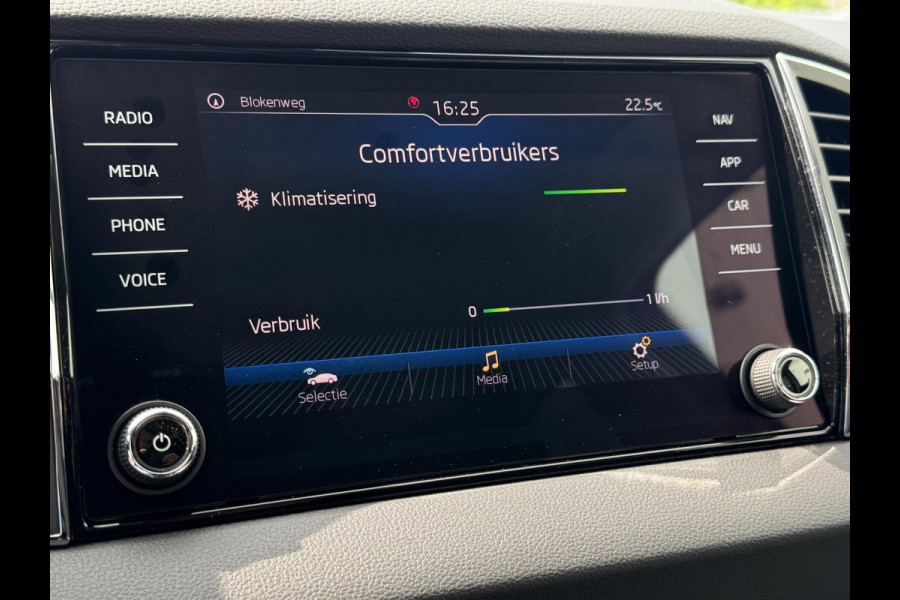 RADIO
MEDIA
PHONE
VOICE
Blokenweg 16:25 22.5°C
Comfortverbruikers
Klimatisering
Verbruik 0 1 l/h
Selectie Media Setup
NAV
APP
CAR
MENU